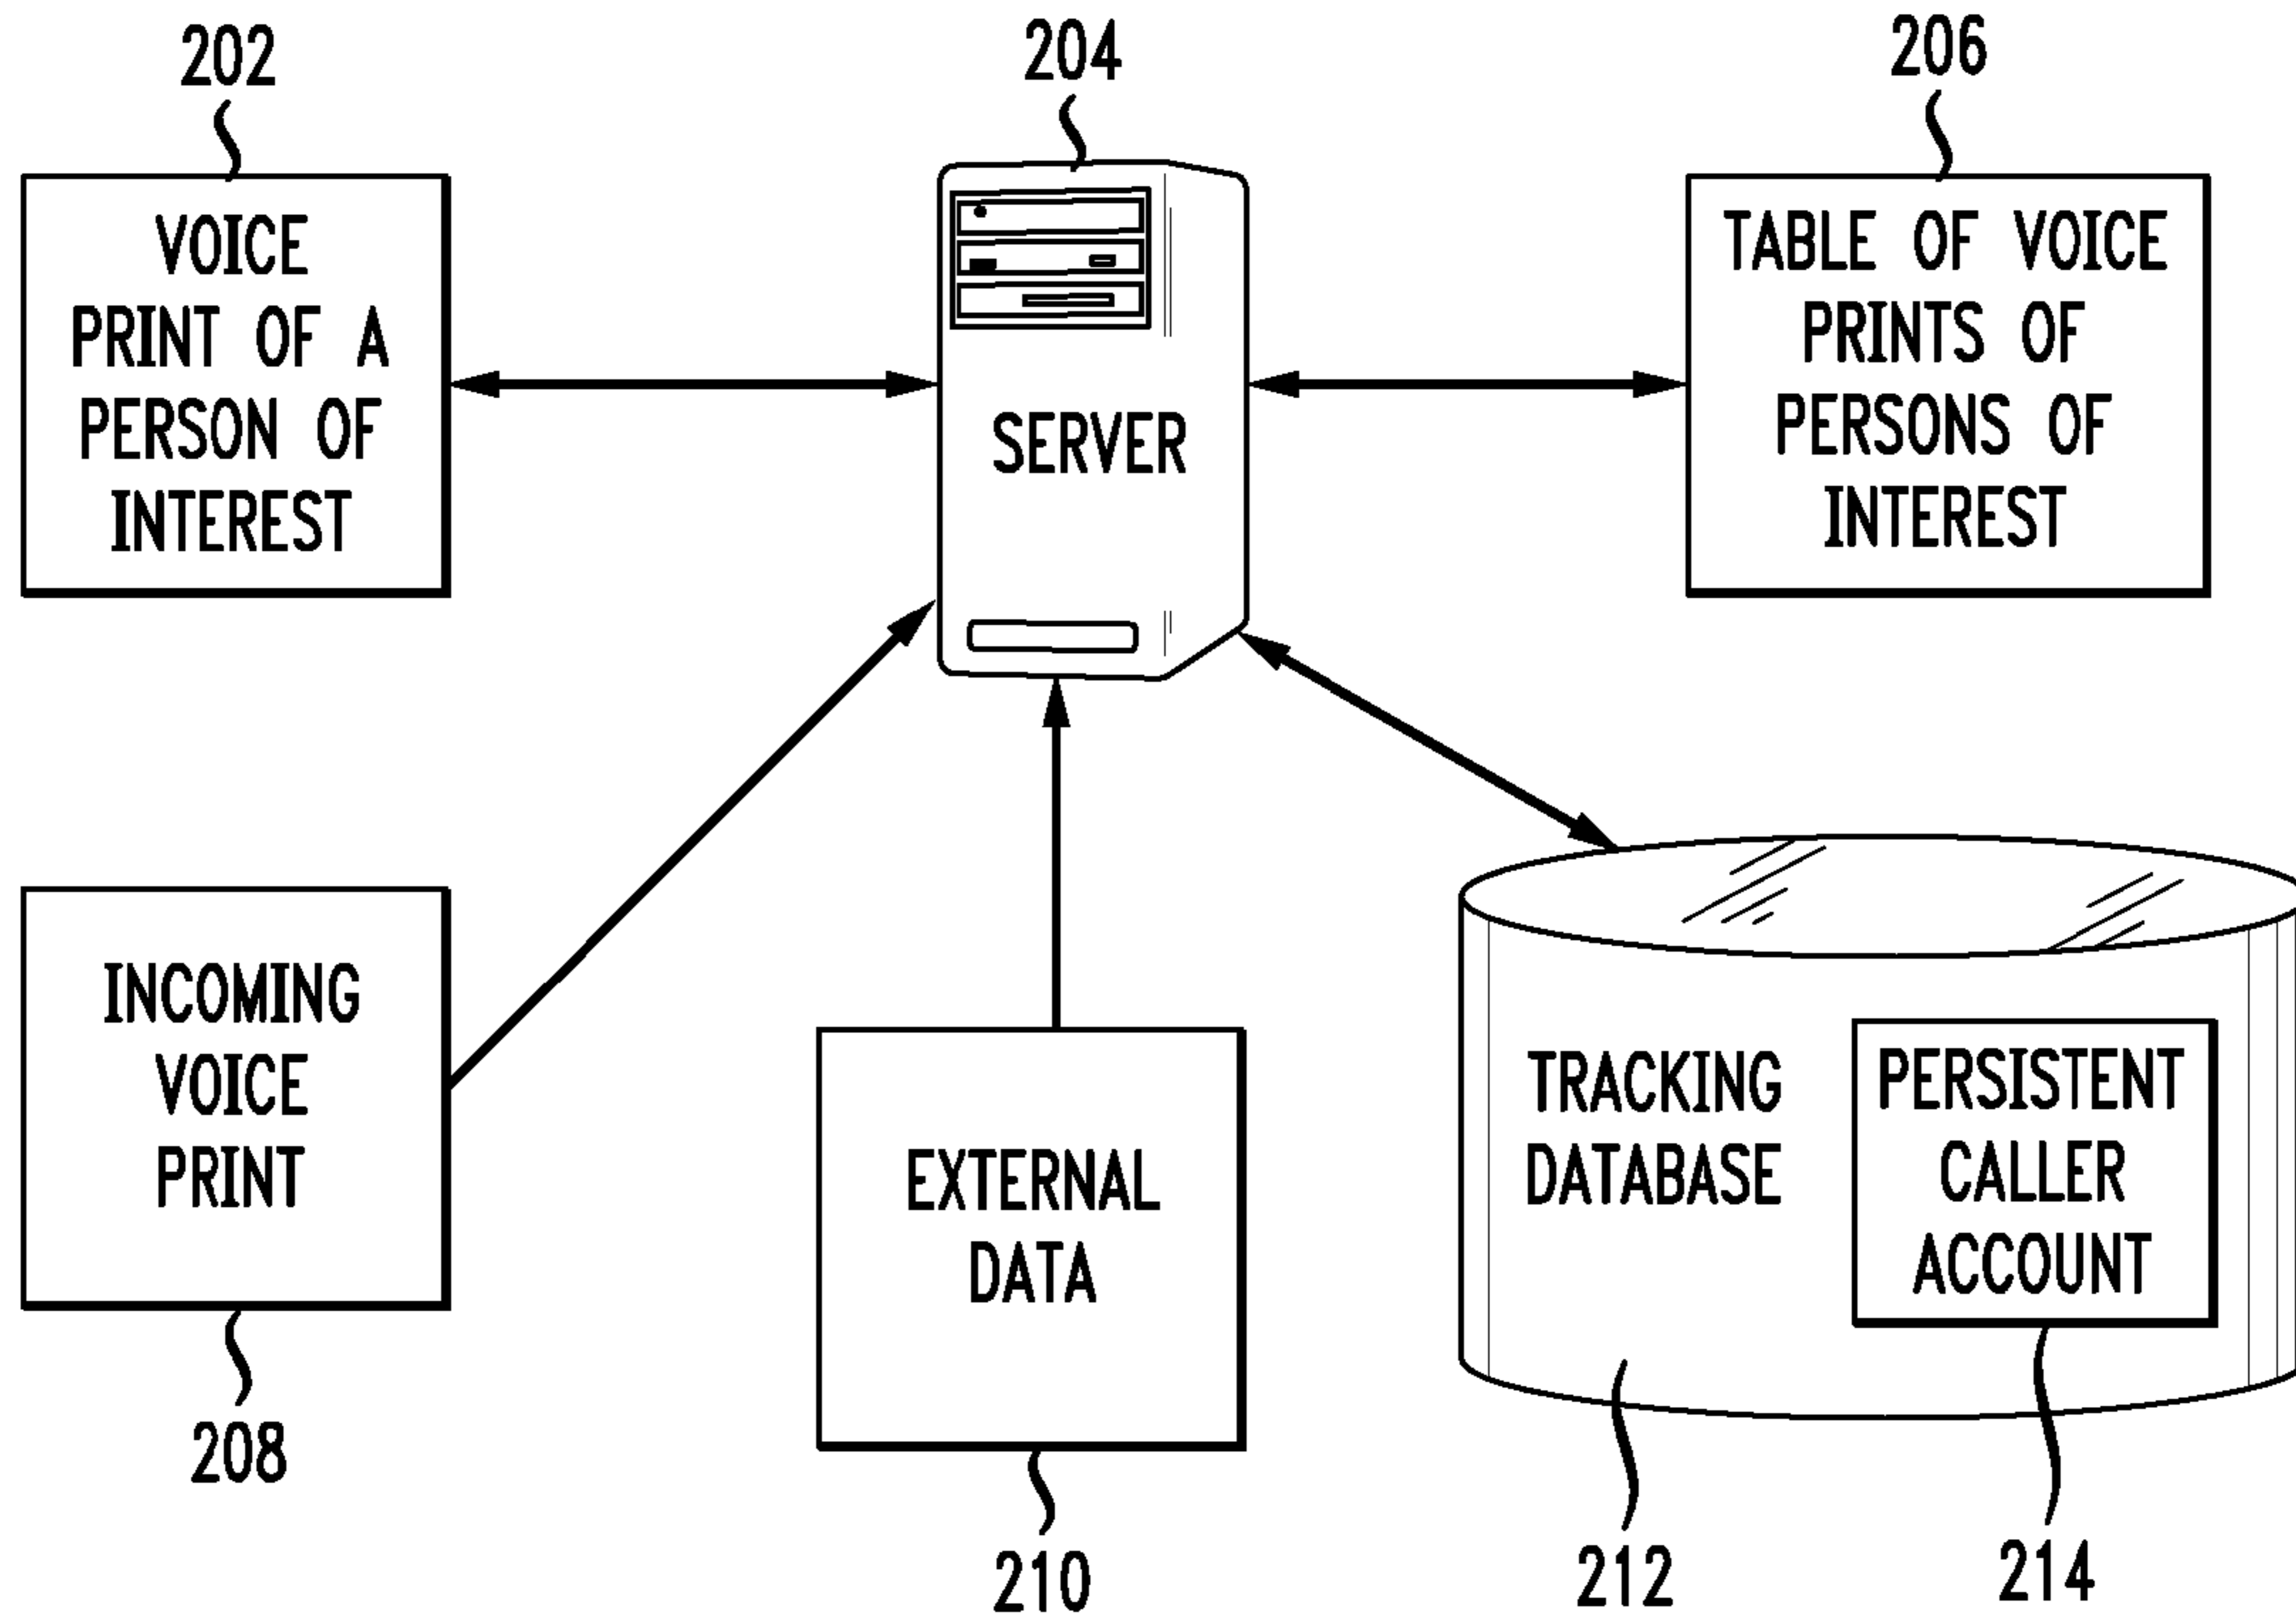 202
204
206
VOICE
PRINT OF A
PERSON OF
INTEREST
SERVER
TABLE OF VOICE
PRINTS OF
PERSONS OF
INTEREST
INCOMING
VOICE
PRINT
208
EXTERNAL
DATA
210
TRACKING
DATABASE
212
PERSISTENT
CALLER
ACCOUNT
214